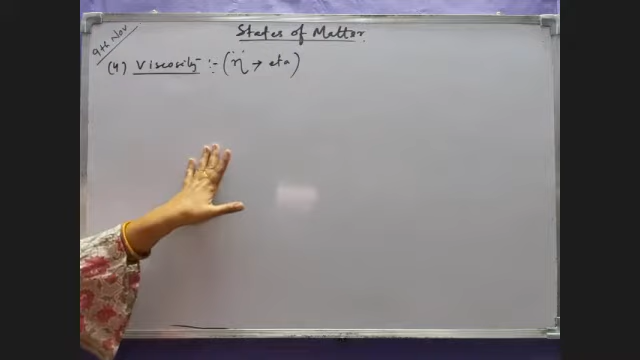 9th Nov
States of Matter
(4) Viscosity :- (η → eta)